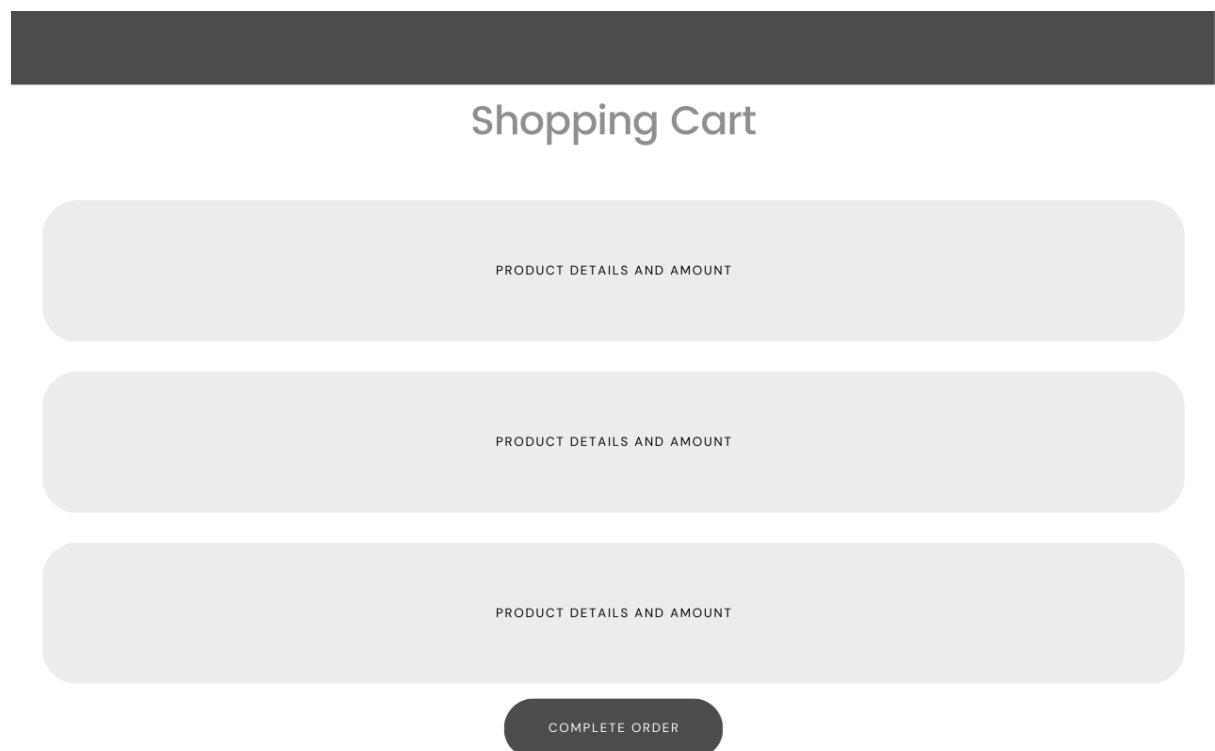 Shopping Cart
PRODUCT DETAILS AND AMOUNT
PRODUCT DETAILS AND AMOUNT
PRODUCT DETAILS AND AMOUNT
COMPLETE ORDER